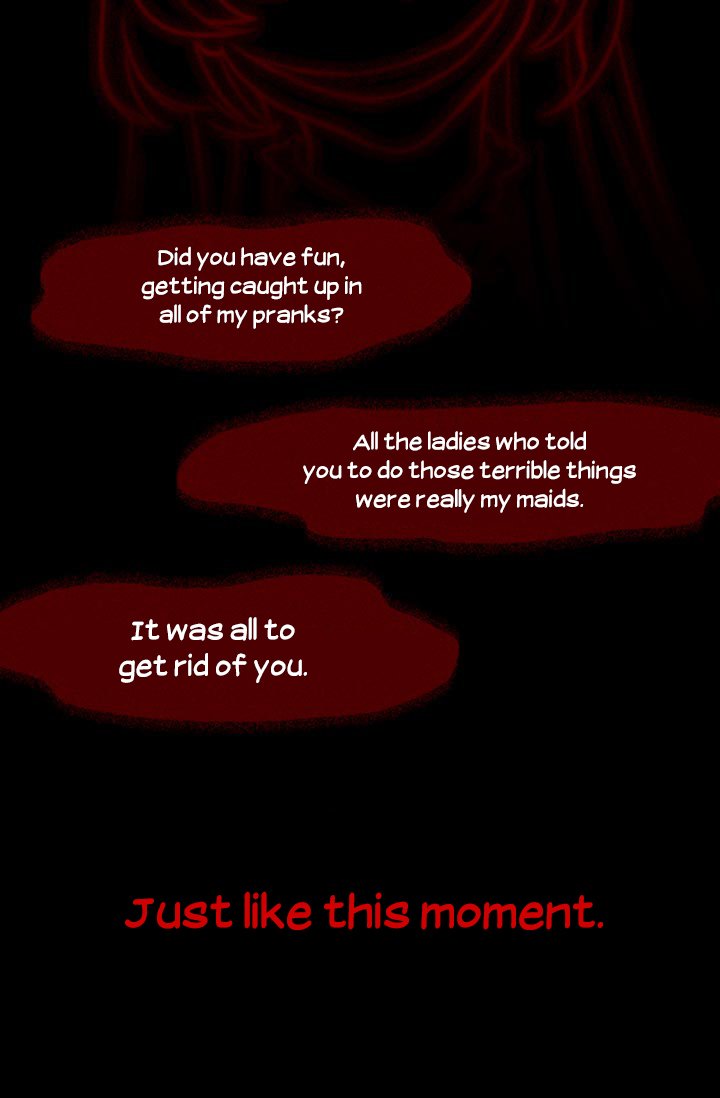 Did you have fun,
getting caught up in
all of my pranks?
All the ladies who told
you to do those terrible things
were really my maids.
It was all to
get rid of you.
Just like this moment.